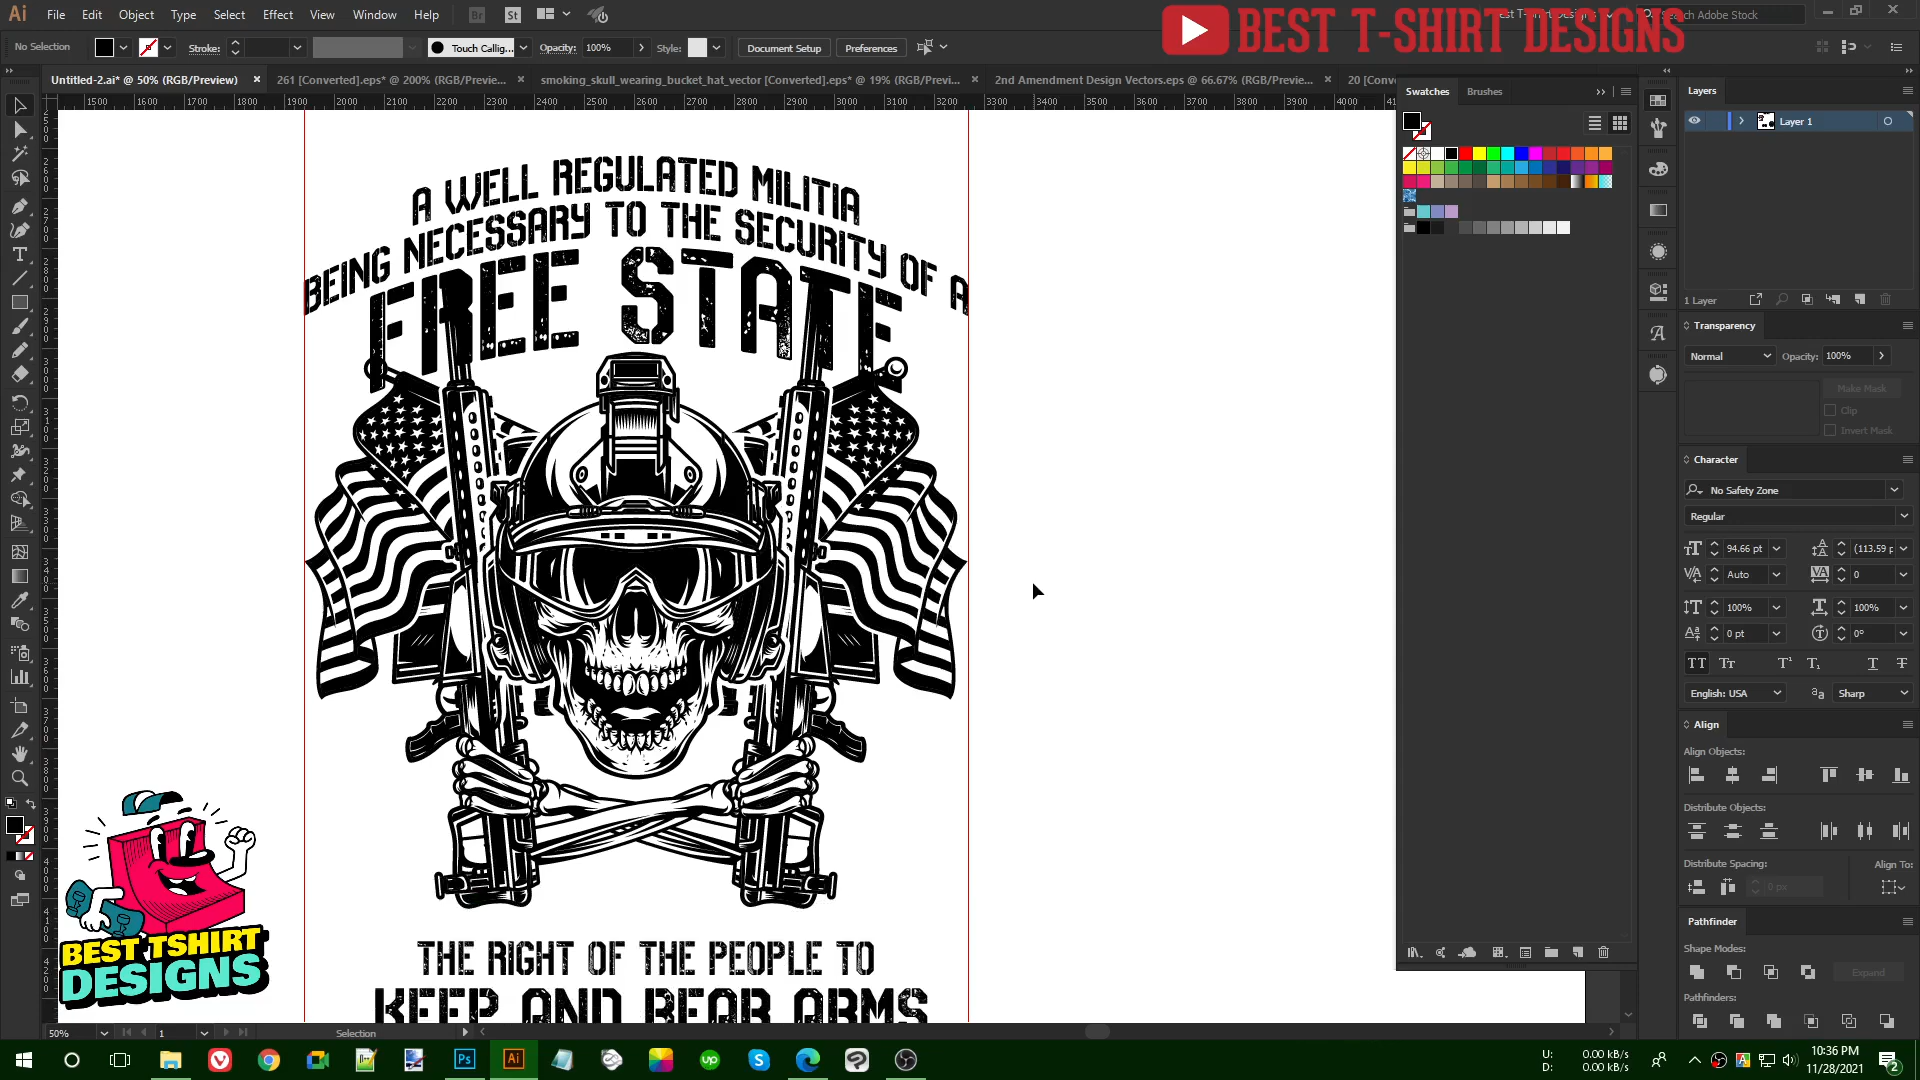 File Edit Object Type Select Effect View Window Help
Search Adobe Stock
BEST T-SHIRT DESIGNS
No Selection Stroke: Touch Callig... Opacity: 100% Style: Document Setup Preferences
Untitled-2.ai* @ 50% (RGB/Preview) × 261 [Converted].eps* @ 200% (RGB/Previe... × smoking_skull_wearing_bucket_hat_vector [Converted].eps* @ 19% (RGB/Previ... × 2nd Amendment Design Vectors.eps @ 66.67% (RGB/Previe... × 20 [Conv
1500 1600 1700 1800 1900 2000 2100 2200 2300 2400 2500 2600 2700 2800 2900 3000 3100 3200 3300 3400 3500 3600 3700 3800 3900 4000
A WELL REGULATED MILITIA
BEING NECESSARY TO THE SECURITY OF A
FREE STATE
THE RIGHT OF THE PEOPLE TO
KEEP AND BEAR ARMS
BEST TSHIRT
DESIGNS
Swatches Brushes
Layers
Layer 1
1 Layer
Transparency
Normal Opacity: 100%
Make Mask
Clip
Invert Mask
Character
No Safety Zone
Regular
94.66 pt (113.59 p
Auto 0
100% 100%
0 pt 0°
English: USA Sharp
Align
Align Objects:
Distribute Objects:
Distribute Spacing: Align To:
0 px
Pathfinder
Shape Modes:
Expand
Pathfinders:
50% 1 Selection
U: 0.00 kB/s
D: 0.00 kB/s
10:36 PM
11/28/2021